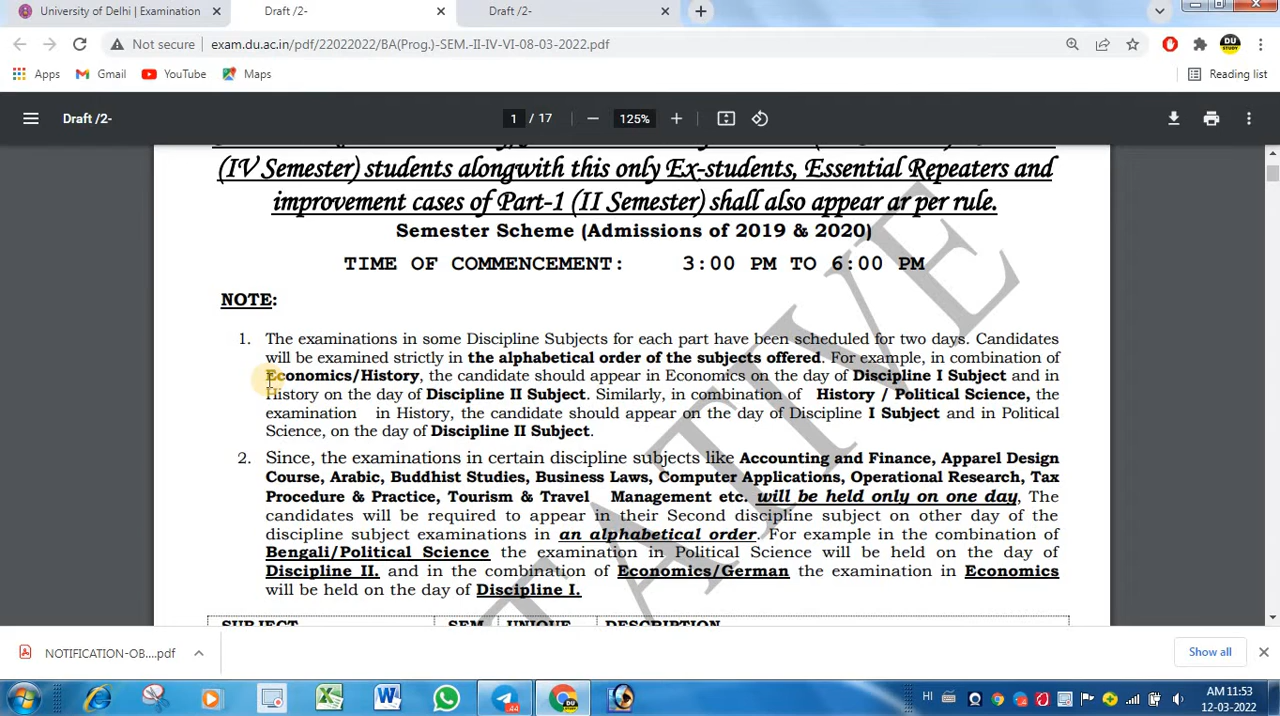 University of Delhi | Examination
Draft /2-
Draft /2-
Not secure
exam.du.ac.in/pdf/22022022/BA(Prog.)-SEM.-II-IV-VI-01-03-2022.pdf
Apps
Gmail
YouTube
Maps
Reading list
Draft /2-
1 / 17
125%
(IV Semester) students alongwith this only Ex-students, Essential Repeaters and
improvement cases of Part-1 (II Semester) shall also appear ar per rule.
Semester Scheme (Admissions of 2019 & 2020)
TIME OF COMMENCEMENT: 3:00 PM TO 6:00 PM
NOTE:
1. The examinations in some Discipline Subjects for each part have been scheduled for two days. Candidates
will be examined strictly in the alphabetical order of the subjects offered. For example, in combination of
Economics/History, the candidate should appear in Economics on the day of Discipline I Subject and in
History on the day of Discipline II Subject. Similarly, in combination of History / Political Science, the
examination in History, the candidate should appear on the day of Discipline I Subject and in Political
Science, on the day of Discipline II Subject.
2. Since, the examinations in certain discipline subjects like Accounting and Finance, Apparel Design
Course, Arabic, Buddhist Studies, Business Laws, Computer Applications, Operational Research, Tax
Procedure & Practice, Tourism & Travel Management etc. will be held only on one day, The
candidates will be required to appear in their Second discipline subject on other day of the
discipline subject examinations in an alphabetical order. For example in the combination of
Bengali/Political Science the examination in Political Science will be held on the day of
Discipline II. and in the combination of Economics/German the examination in Economics
will be held on the day of Discipline I.
SUBJECT SEM. UNIQUE DESCRIPTION
TATIVE
NOTIFICATION-OB....pdf
Show all
DU
44
DU
HI
AM 11:53
12-03-2022